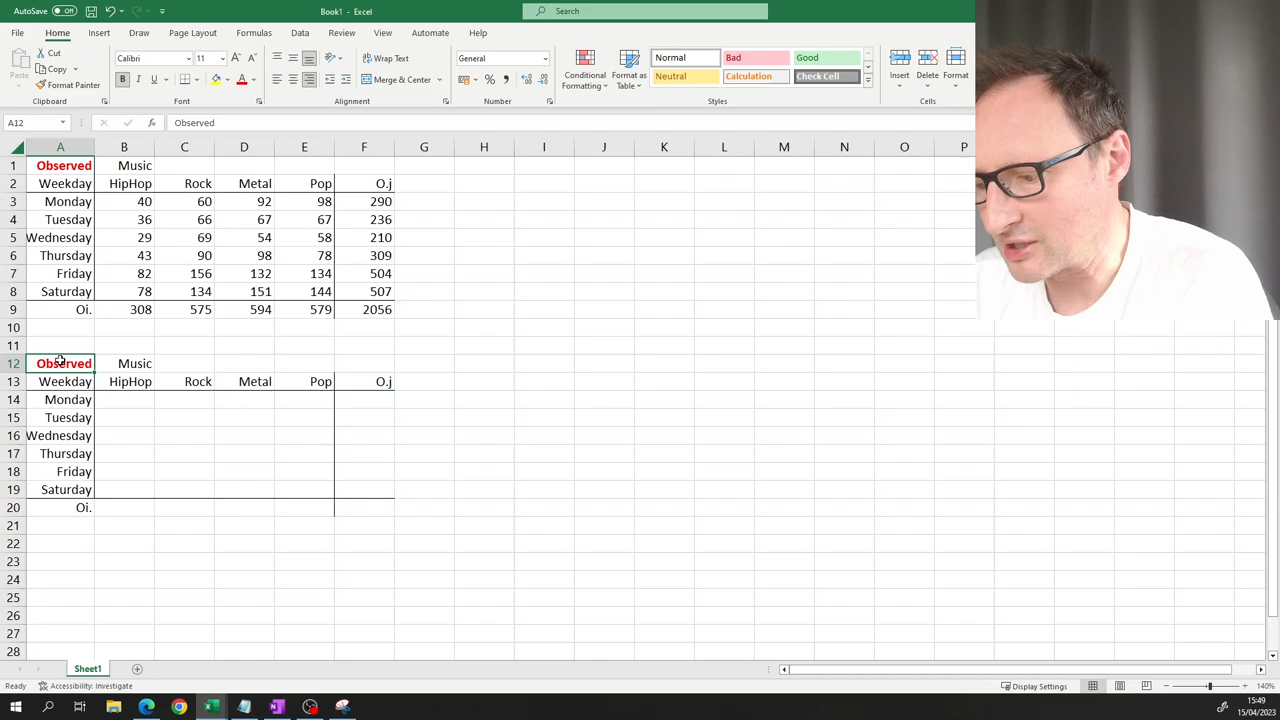 AutoSave Off Book1 - Excel Search
File Home Insert Draw Page Layout Formulas Data Review View Automate Help
Paste Cut Calibri 11 Wrap Text General Conditional Formatting Format as Table Normal Bad Good Insert Delete Format
Copy Format Painter Merge & Center Neutral Calculation Check Cell
Clipboard Font Alignment Number Styles Cells
A12 fx Observed
A B C D E F G H I J K L M N O P
1 Observed Music
2 Weekday HipHop Rock Metal Pop O.j
3 Monday 40 60 92 98 290
4 Tuesday 36 66 67 67 236
5 Wednesday 29 69 54 58 210
6 Thursday 43 90 98 78 309
7 Friday 82 156 132 134 504
8 Saturday 78 134 151 144 507
9 Oi. 308 575 594 579 2056
10
11
12 Observed Music
13 Weekday HipHop Rock Metal Pop O.j
14 Monday
15 Tuesday
16 Wednesday
17 Thursday
18 Friday
19 Saturday
20 Oi.
21
22
23
24
25
26
27
28
Sheet1
Ready Accessibility: Investigate Display Settings 140%
15:49
15/04/2023